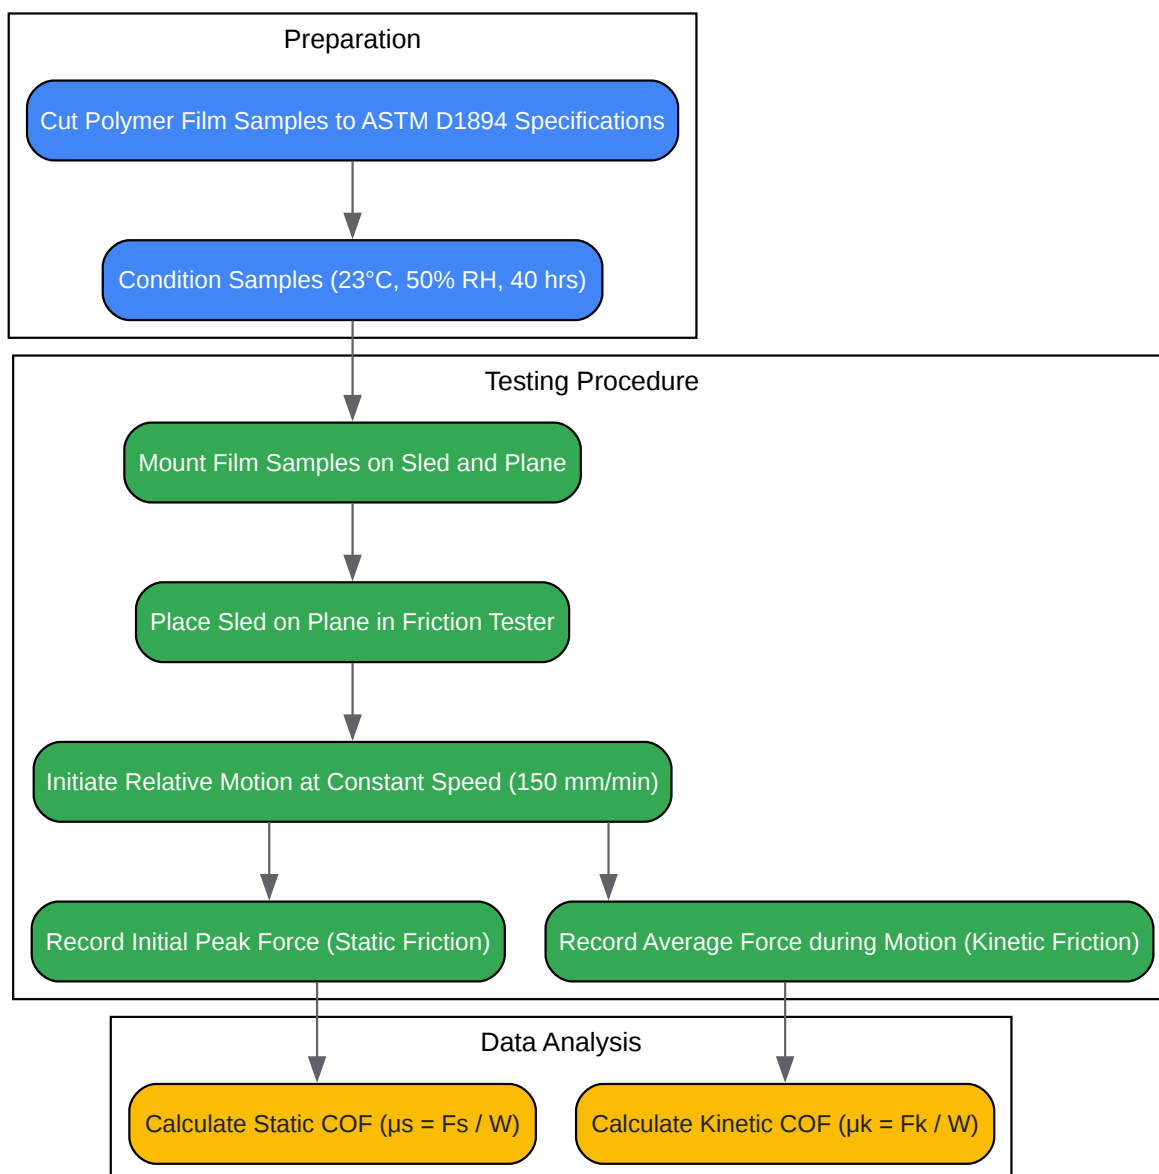 Preparation
Cut Polymer Film Samples to ASTM D1894 Specifications
Condition Samples (23°C, 50% RH, 40 hrs)
Testing Procedure
Mount Film Samples on Sled and Plane
Place Sled on Plane in Friction Tester
Initiate Relative Motion at Constant Speed (150 mm/min)
Record Initial Peak Force (Static Friction)
Record Average Force during Motion (Kinetic Friction)
Data Analysis
Calculate Static COF (μs = Fs / W)
Calculate Kinetic COF (μk = Fk / W)